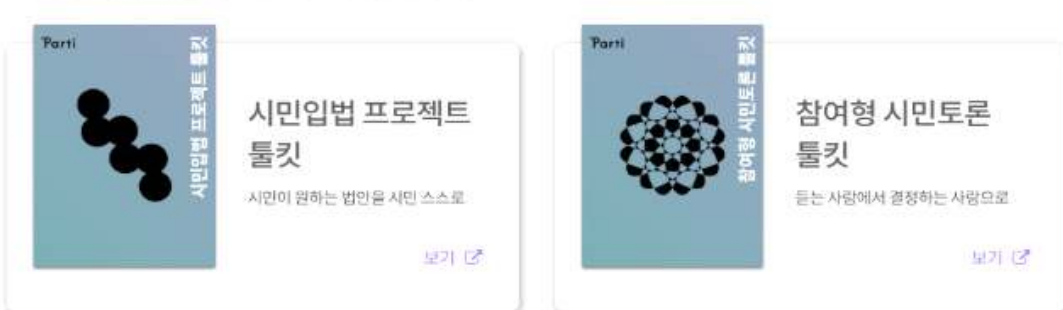 Parti
시민입법 프로젝트 툴킷
시민입법 프로젝트
툴킷
시민이 원하는 법안을 시민 스스로
보기
Parti
참여형 시민토론 툴킷
참여형 시민토론
툴킷
듣는 사람에서 결정하는 사람으로
보기